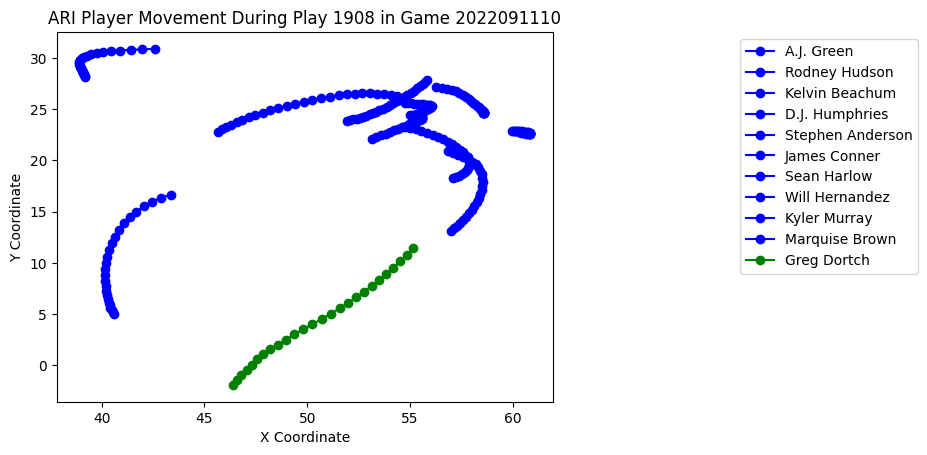 ARI Player Movement During Play 1908 in Game 2022091110
30
25
20
15
10
5
0
Y Coordinate
40 45 50 55 60
X Coordinate
A.J. Green
Rodney Hudson
Kelvin Beachum
D.J. Humphries
Stephen Anderson
James Conner
Sean Harlow
Will Hernandez
Kyler Murray
Marquise Brown
Greg Dortch